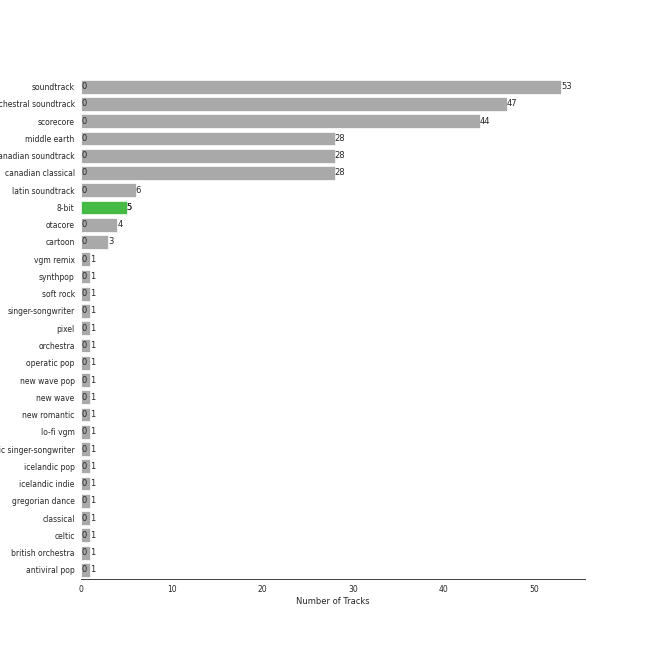 soundtrack 0 53
chestral soundtrack 0 47
scorecore 0 44
middle earth 0 28
anadian soundtrack 0 28
canadian classical 0 28
latin soundtrack 0 6
8-bit 5
otacore 0 4
cartoon 0 3
vgm remix 0 1
synthpop 0 1
soft rock 0 1
singer-songwriter 0 1
pixel 0 1
orchestra 0 1
operatic pop 0 1
new wave pop 0 1
new wave 0 1
new romantic 0 1
lo-fi vgm 0 1
ic singer-songwriter 0 1
icelandic pop 0 1
icelandic indie 0 1
gregorian dance 0 1
classical 0 1
celtic 0 1
british orchestra 0 1
antiviral pop 0 1
0 10 20 30 40 50
Number of Tracks